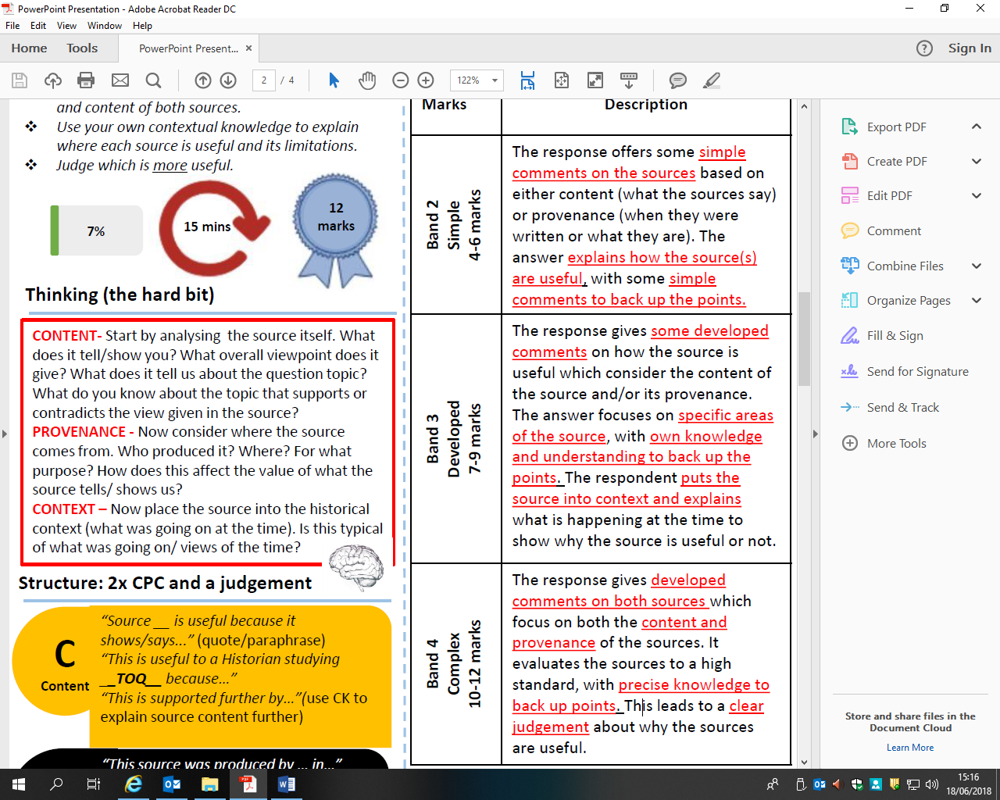 PowerPoint Presentation - Adobe Acrobat Reader DC
File Edit View Window Help
Home Tools PowerPoint Present... × ? Sign In
2 / 4 122%
and content of both sources.
❖ Use your own contextual knowledge to explain
where each source is useful and its limitations.
❖ Judge which is more useful.
7%
15 mins
12
marks
Thinking (the hard bit)
CONTENT- Start by analysing the source itself. What
does it tell/show you? What overall viewpoint does it
give? What does it tell us about the question topic?
What do you know about the topic that supports or
contradicts the view given in the source?
PROVENANCE - Now consider where the source
comes from. Who produced it? Where? For what
purpose? How does this affect the value of what the
source tells/ shows us?
CONTEXT – Now place the source into the historical
context (what was going on at the time). Is this typical
of what was going on/ views of the time?
Structure: 2x CPC and a judgement
C
Content
“Source __ is useful because it
shows/says...” (quote/paraphrase)
“This is useful to a Historian studying
__TOQ__ because...”
“This is supported further by...”(use CK to
explain source content further)
“This source was produced by ... in...”
Marks Description
Band 2
Simple
4-6 marks
The response offers some simple
comments on the sources based on
either content (what the sources say)
or provenance (when they were
written or what they are). The
answer explains how the source(s)
are useful, with some simple
comments to back up the points.
Band 3
Developed
7-9 marks
The response gives some developed
comments on how the source is
useful which consider the content of
the source and/or its provenance.
The answer focuses on specific areas
of the source, with own knowledge
and understanding to back up the
points. The respondent puts the
source into context and explains
what is happening at the time to
show why the source is useful or not.
Band 4
Complex
10-12 marks
The response gives developed
comments on both sources which
focus on both the content and
provenance of the sources. It
evaluates the sources to a high
standard, with precise knowledge to
back up points. This leads to a clear
judgement about why the sources
are useful.
Export PDF
Create PDF
Edit PDF
Comment
Combine Files
Organize Pages
Fill & Sign
Send for Signature
Send & Track
More Tools
Store and share files in the
Document Cloud
Learn More
15:16
18/06/2018